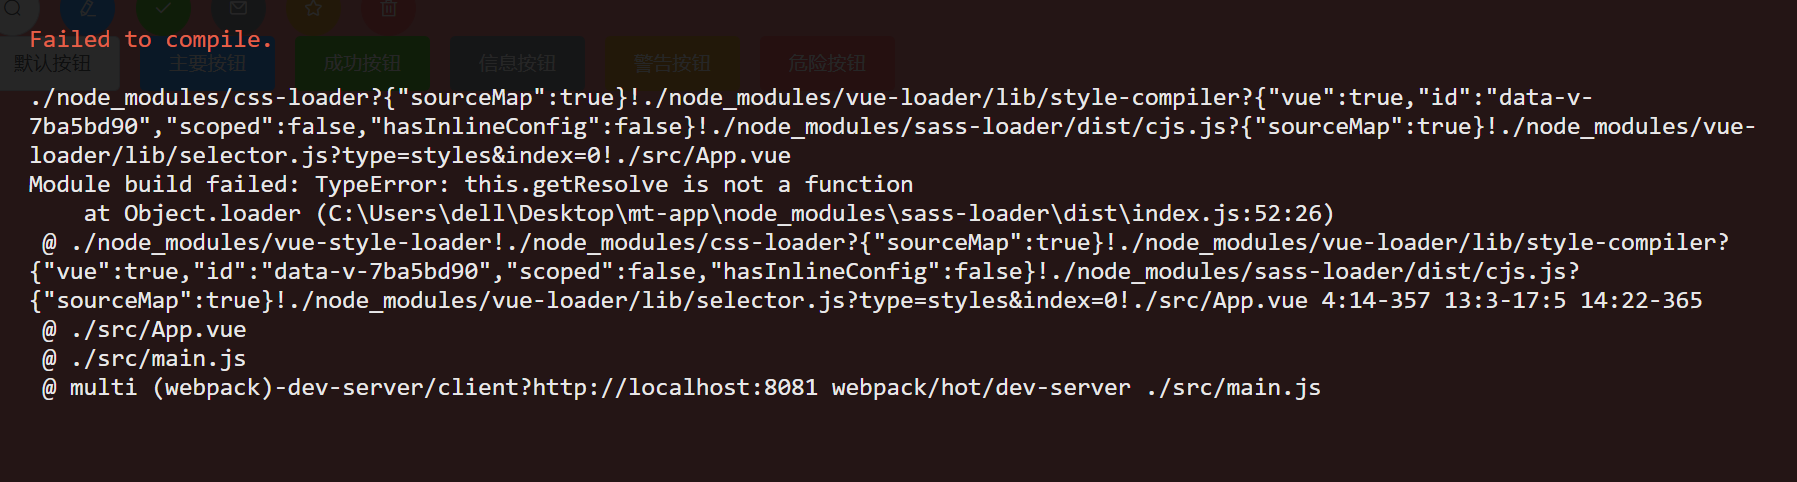 Failed to compile.
默认按钮 主要按钮 成功按钮 信息按钮 警告按钮 危险按钮
./node_modules/css-loader?{"sourceMap":true}!./node_modules/vue-loader/lib/style-compiler?{"vue":true,"id":"data-v-
7ba5bd90","scoped":false,"hasInlineConfig":false}!./node_modules/sass-loader/dist/cjs.js?{"sourceMap":true}!./node_modules/vue-
loader/lib/selector.js?type=styles&index=0!./src/App.vue
Module build failed: TypeError: this.getResolve is not a function
    at Object.loader (C:\Users\dell\Desktop\mt-app\node_modules\sass-loader\dist\index.js:52:26)
 @ ./node_modules/vue-style-loader!./node_modules/css-loader?{"sourceMap":true}!./node_modules/vue-loader/lib/style-compiler?
{"vue":true,"id":"data-v-7ba5bd90","scoped":false,"hasInlineConfig":false}!./node_modules/sass-loader/dist/cjs.js?
{"sourceMap":true}!./node_modules/vue-loader/lib/selector.js?type=styles&index=0!./src/App.vue 4:14-357 13:3-17:5 14:22-365
 @ ./src/App.vue
 @ ./src/main.js
 @ multi (webpack)-dev-server/client?http://localhost:8081 webpack/hot/dev-server ./src/main.js